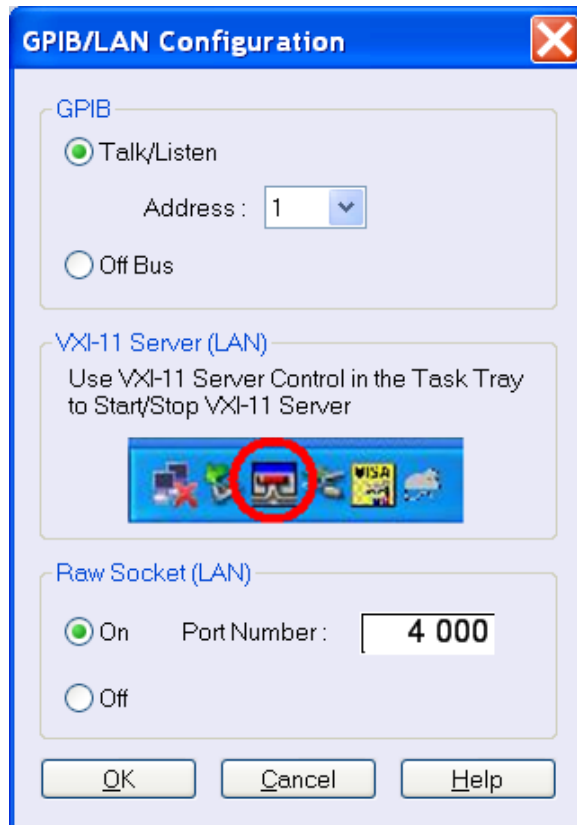 GPIB/LAN Configuration
GPIB
Talk/Listen
Address : 1
Off Bus
VXI-11 Server (LAN)
Use VXI-11 Server Control in the Task Tray
to Start/Stop VXI-11 Server
VISA
Raw Socket (LAN)
On Port Number : 4 000
Off
OK Cancel Help